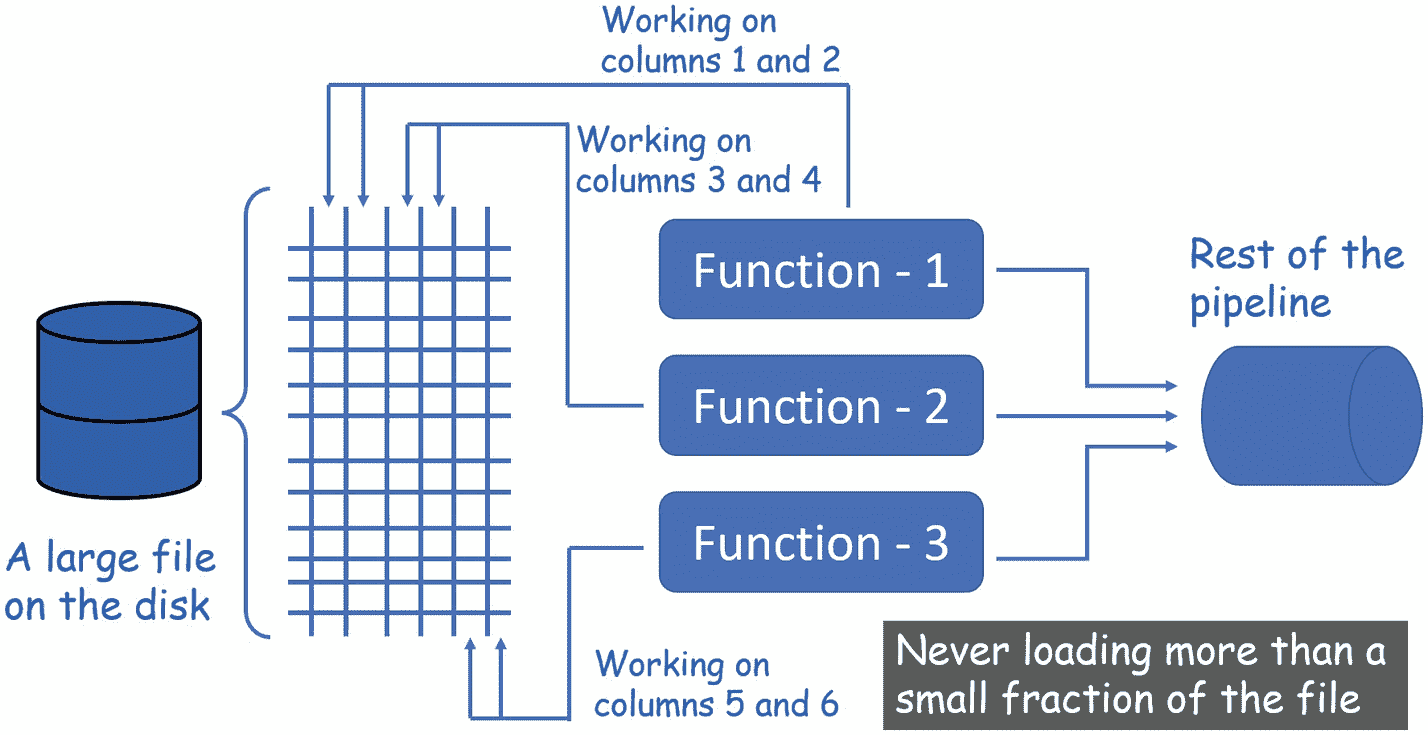 Working on
columns 1 and 2
Working on
columns 3 and 4
Function - 1
Rest of the
pipeline
Function - 2
A large file
on the disk
Function - 3
Working on
columns 5 and 6
Never loading more than a
small fraction of the file